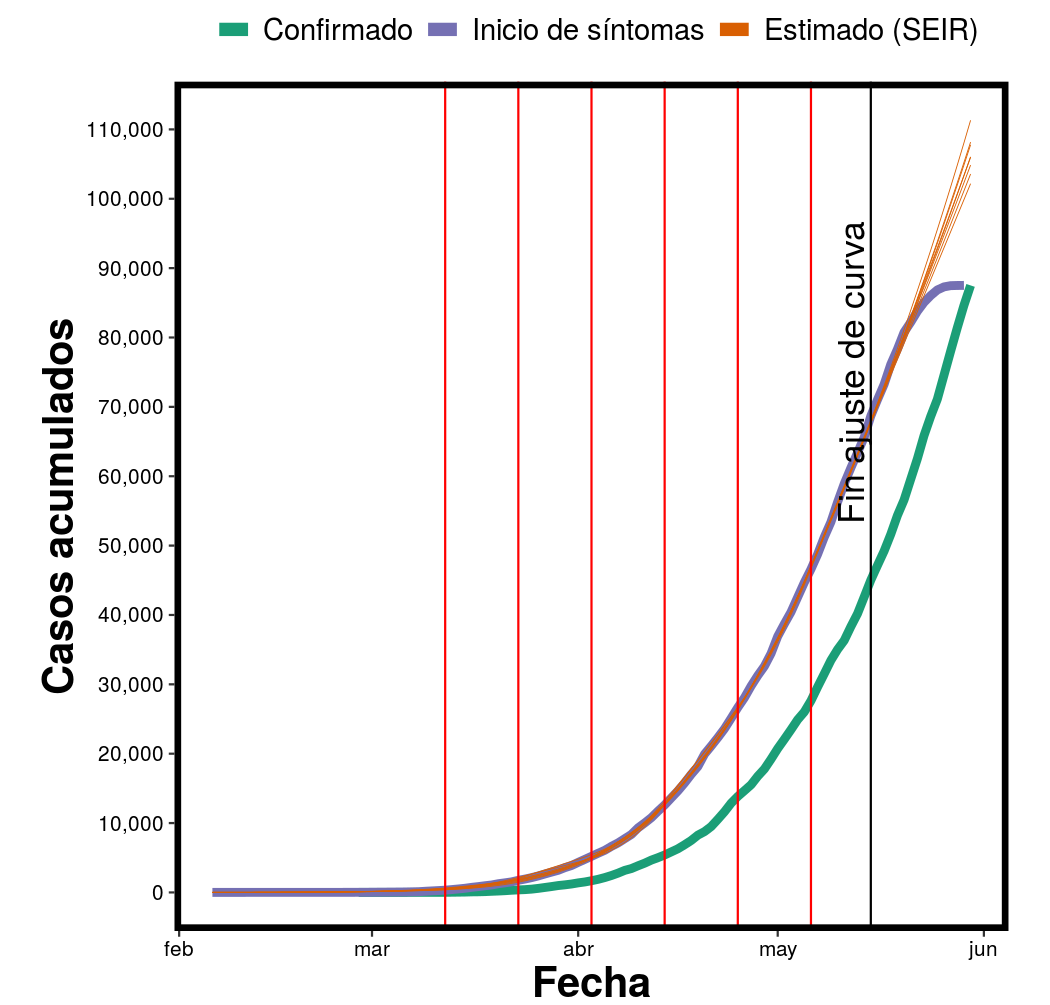 Confirmado Inicio de síntomas Estimado (SEIR)
110,000
100,000
90,000
80,000
70,000
60,000
50,000
40,000
30,000
20,000
10,000
0
Casos acumulados
Fin ajuste de curva
feb mar abr may jun
Fecha